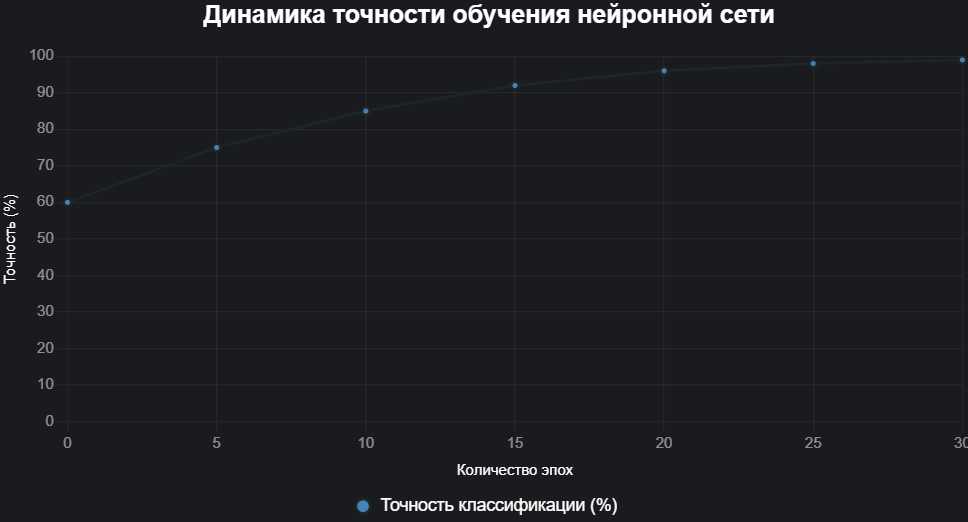 Динамика точности обучения нейронной сети
100
90
80
70
60
50
40
30
20
10
0
Точность (%)
0 5 10 15 20 25 30
Количество эпох
Точность классификации (%)